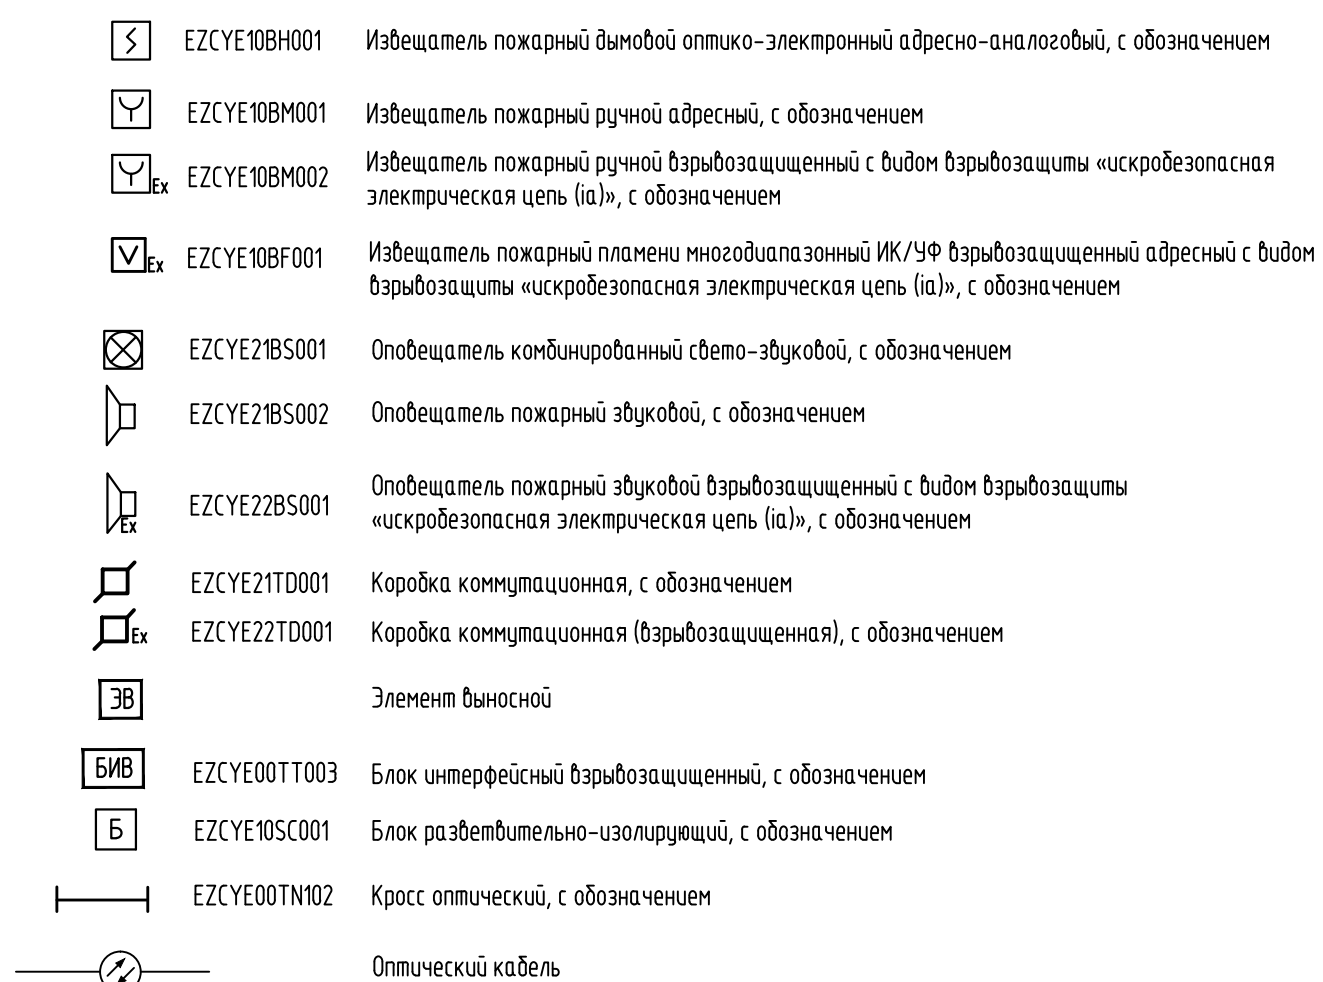 EZCYE10BH001 Извещатель пожарный дымовой оптико-электронный адресно-аналоговый, с обозначением
EZCYE10BM001 Извещатель пожарный ручной адресный, с обозначением
Ex EZCYE10BM002 Извещатель пожарный ручной взрывозащищенный с видом взрывозащиты «искробезопасная
электрическая цепь (ia)», с обозначением
Ex EZCYE10BF001 Извещатель пожарный пламени многодиапазонный ИК/УФ взрывозащищенный адресный с видом
взрывозащиты «искробезопасная электрическая цепь (ia)», с обозначением
EZCYE21BS001 Оповещатель комбинированный свето-звуковой, с обозначением
EZCYE21BS002 Оповещатель пожарный звуковой, с обозначением
Ex EZCYE22BS001 Оповещатель пожарный звуковой взрывозащищенный с видом взрывозащиты
«искробезопасная электрическая цепь (ia)», с обозначением
EZCYE21TD001 Коробка коммутационная, с обозначением
Ex EZCYE22TD001 Коробка коммутационная (взрывозащищенная), с обозначением
ЭВ Элемент выносной
БИВ EZCYE00TT003 Блок интерфейсный взрывозащищенный, с обозначением
Б EZCYE10SC001 Блок разветвительно-изолирующий, с обозначением
EZCYE00TN102 Кросс оптический, с обозначением
Оптический кабель